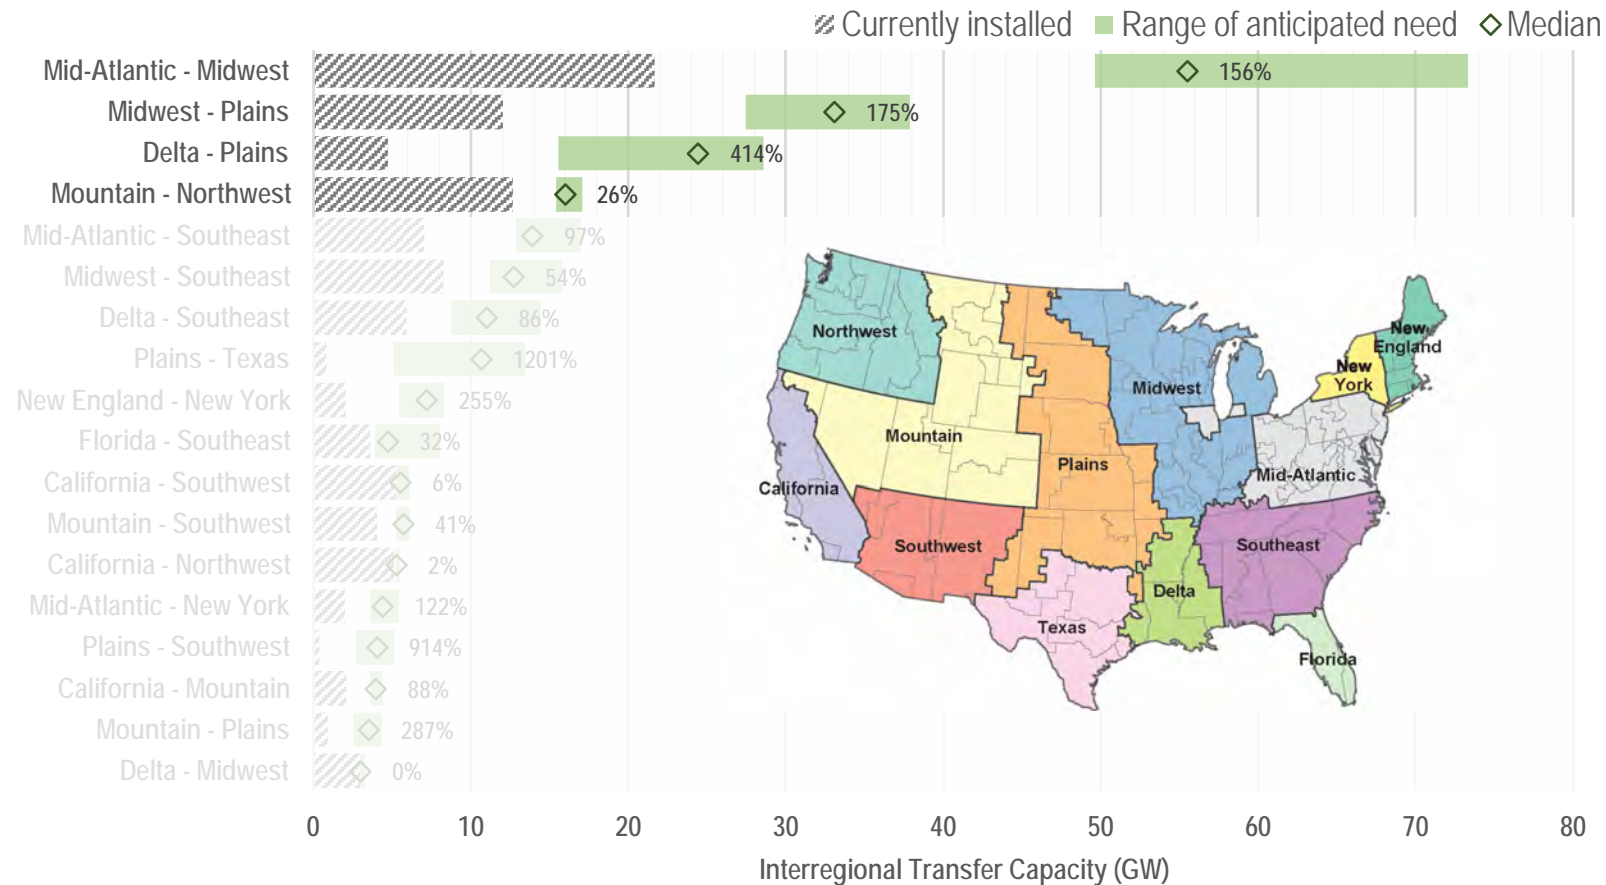 Currently installed Range of anticipated need Median
Mid-Atlantic - Midwest 156%
Midwest - Plains 175%
Delta - Plains 414%
Mountain - Northwest 26%
Mid-Atlantic - Southeast 97%
Midwest - Southeast 54%
Delta - Southeast 86%
Plains - Texas 1201%
New England - New York 255%
Florida - Southeast 32%
California - Southwest 6%
Mountain - Southwest 41%
California - Northwest 2%
Mid-Atlantic - New York 122%
Plains - Southwest 914%
California - Mountain 88%
Mountain - Plains 287%
Delta - Midwest 0%
Northwest
New
England
New
York
Midwest
Mountain
Plains
Mid-Atlantic
California
Southwest
Southeast
Delta
Texas
Florida
0 10 20 30 40 50 60 70 80
Interregional Transfer Capacity (GW)